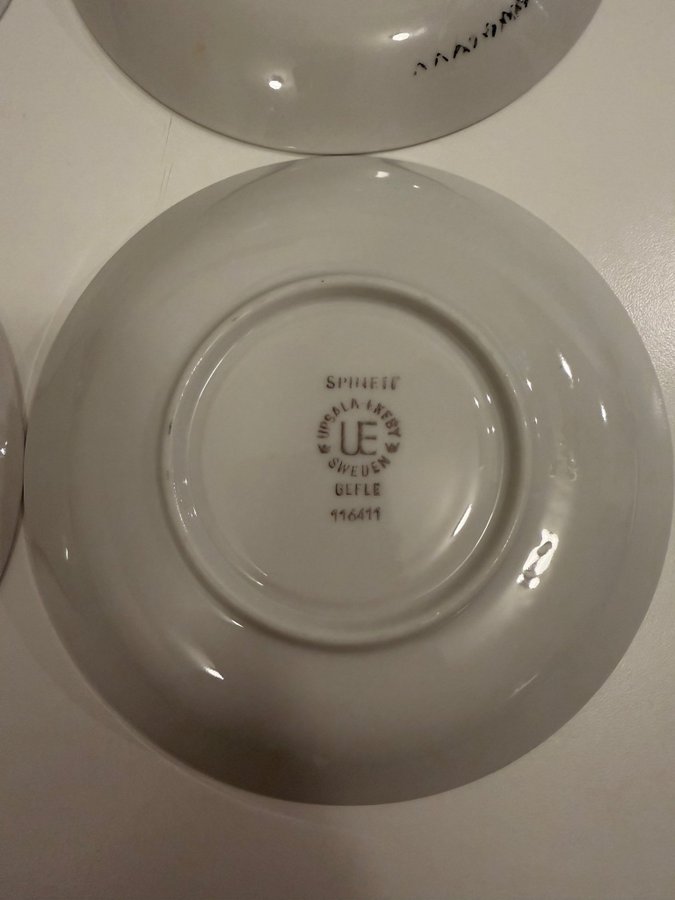 SPINETT
UPSALA-EKEBY
UE
SWEDEN
GEFLE
116411